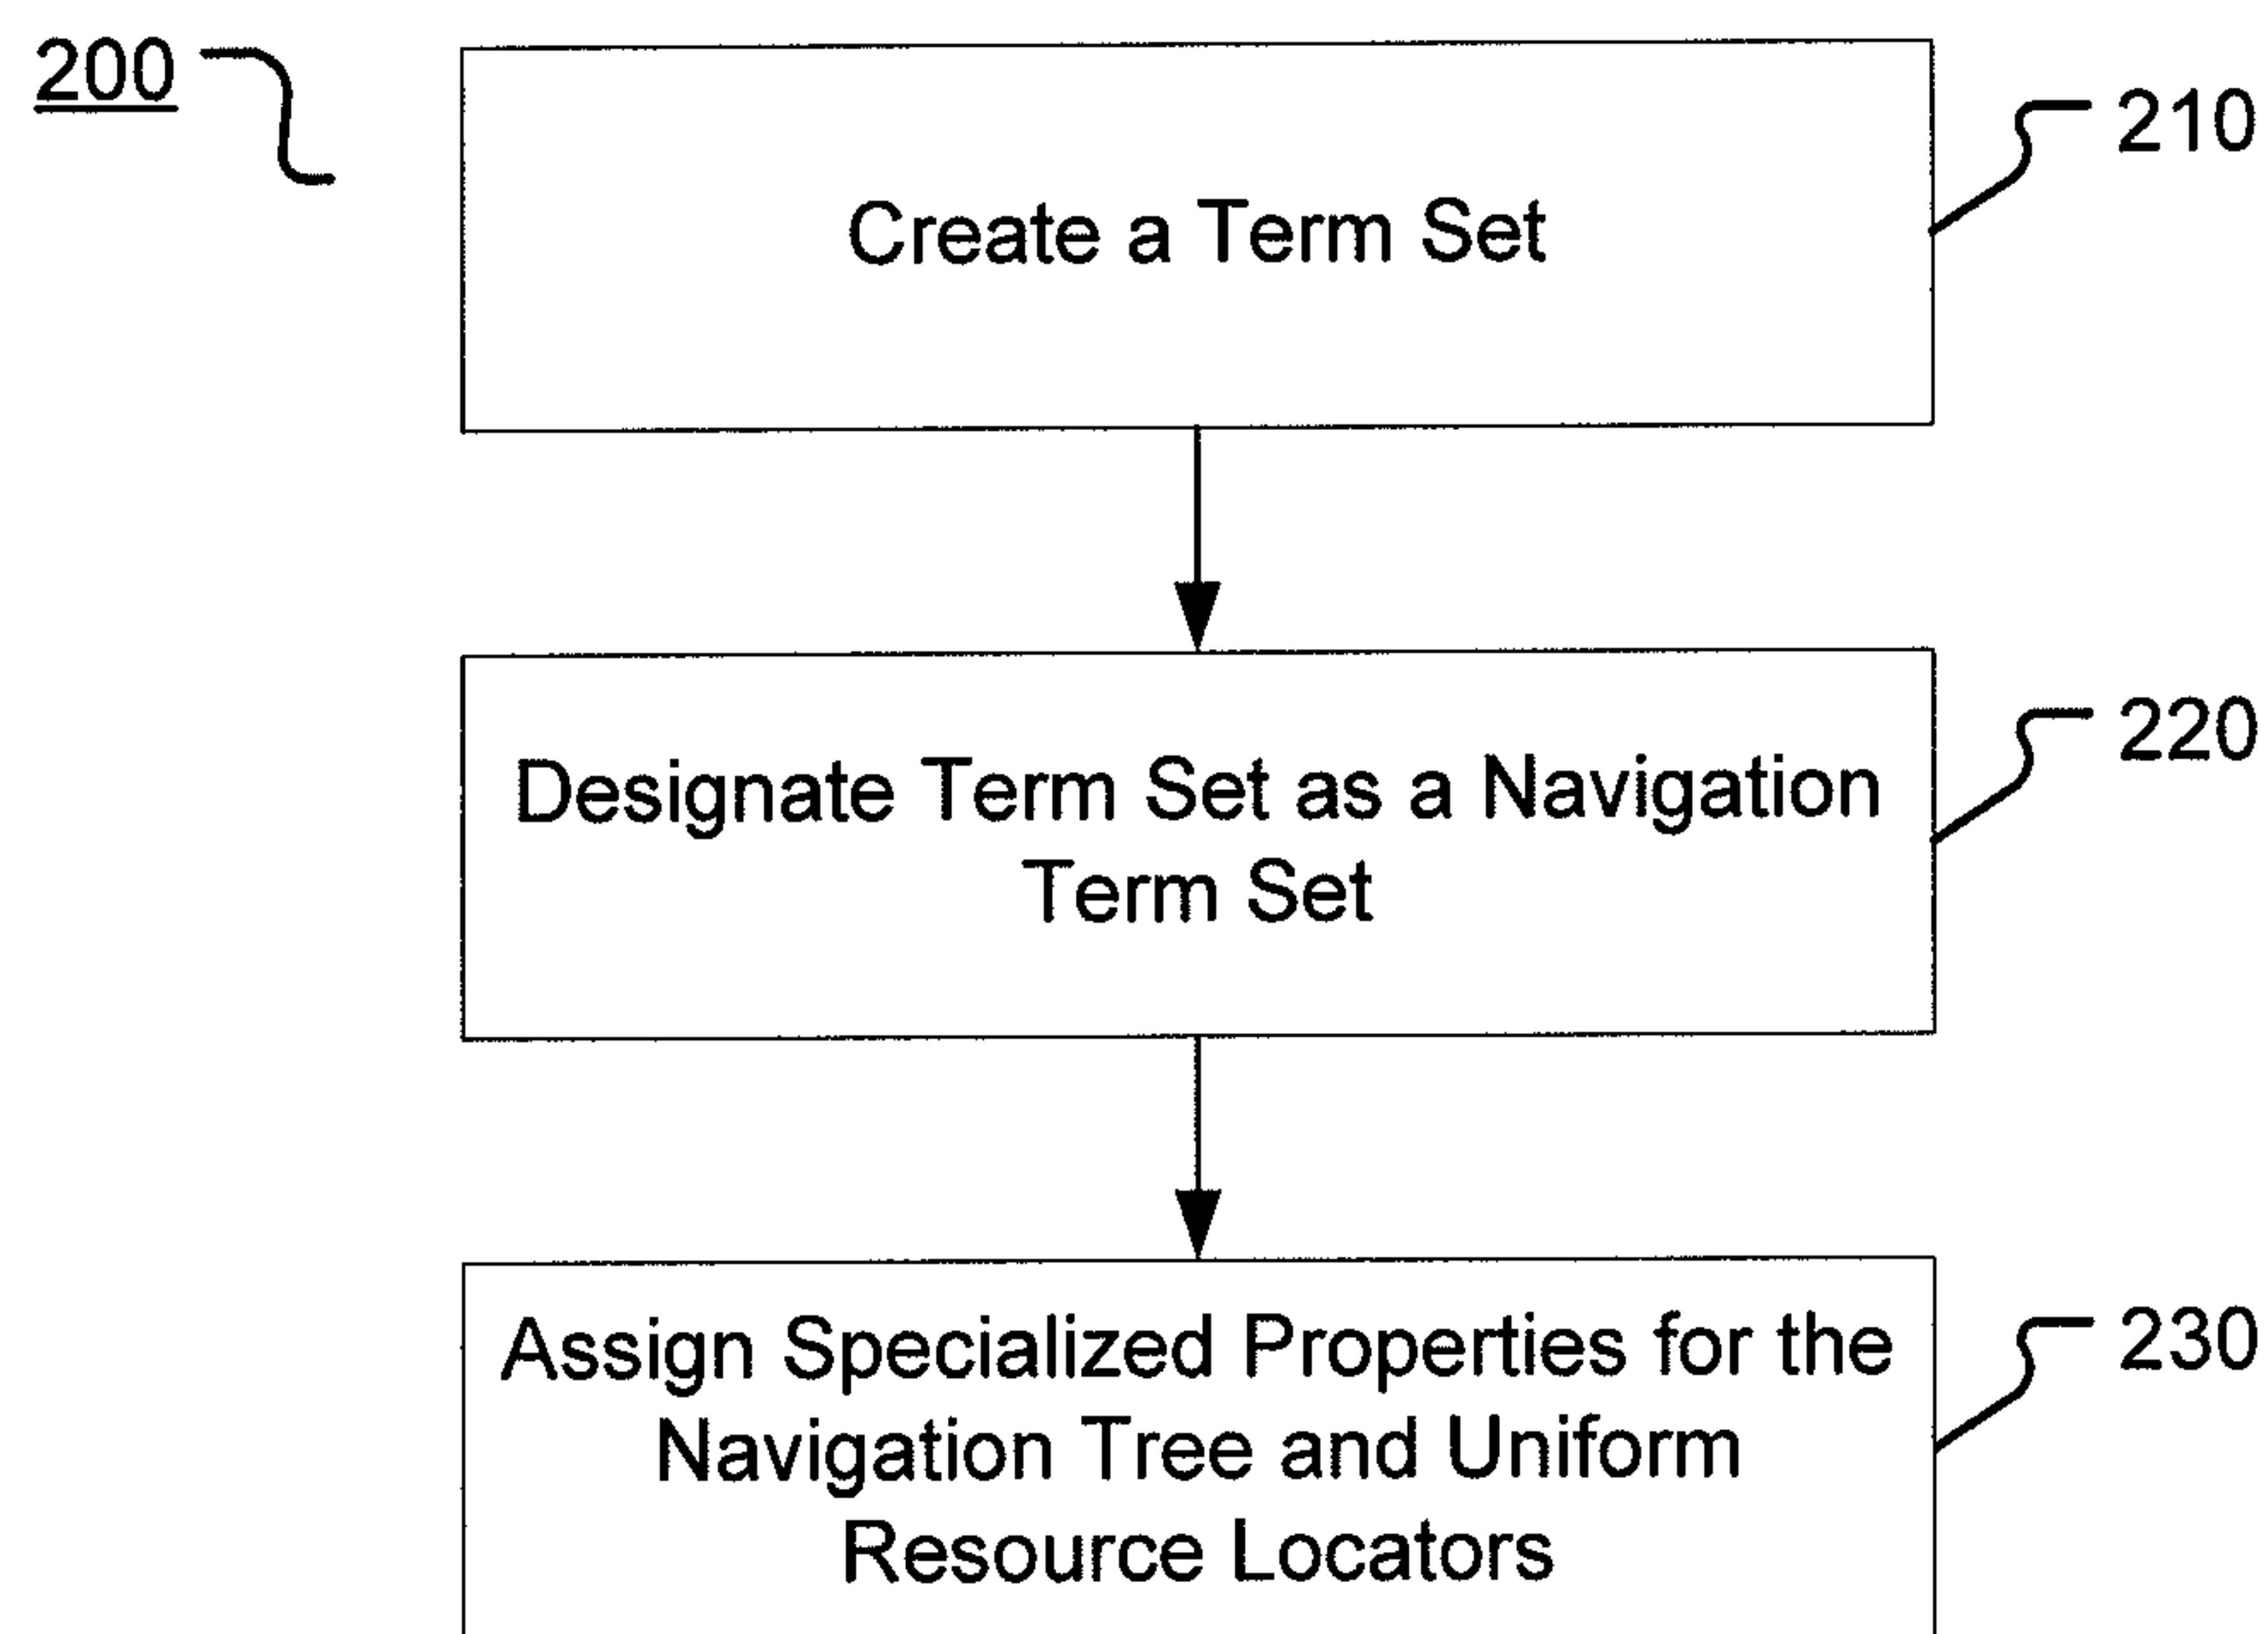 200
210
Create a Term Set
220
Designate Term Set as a Navigation
Term Set
230
Assign Specialized Properties for the
Navigation Tree and Uniform
Resource Locators